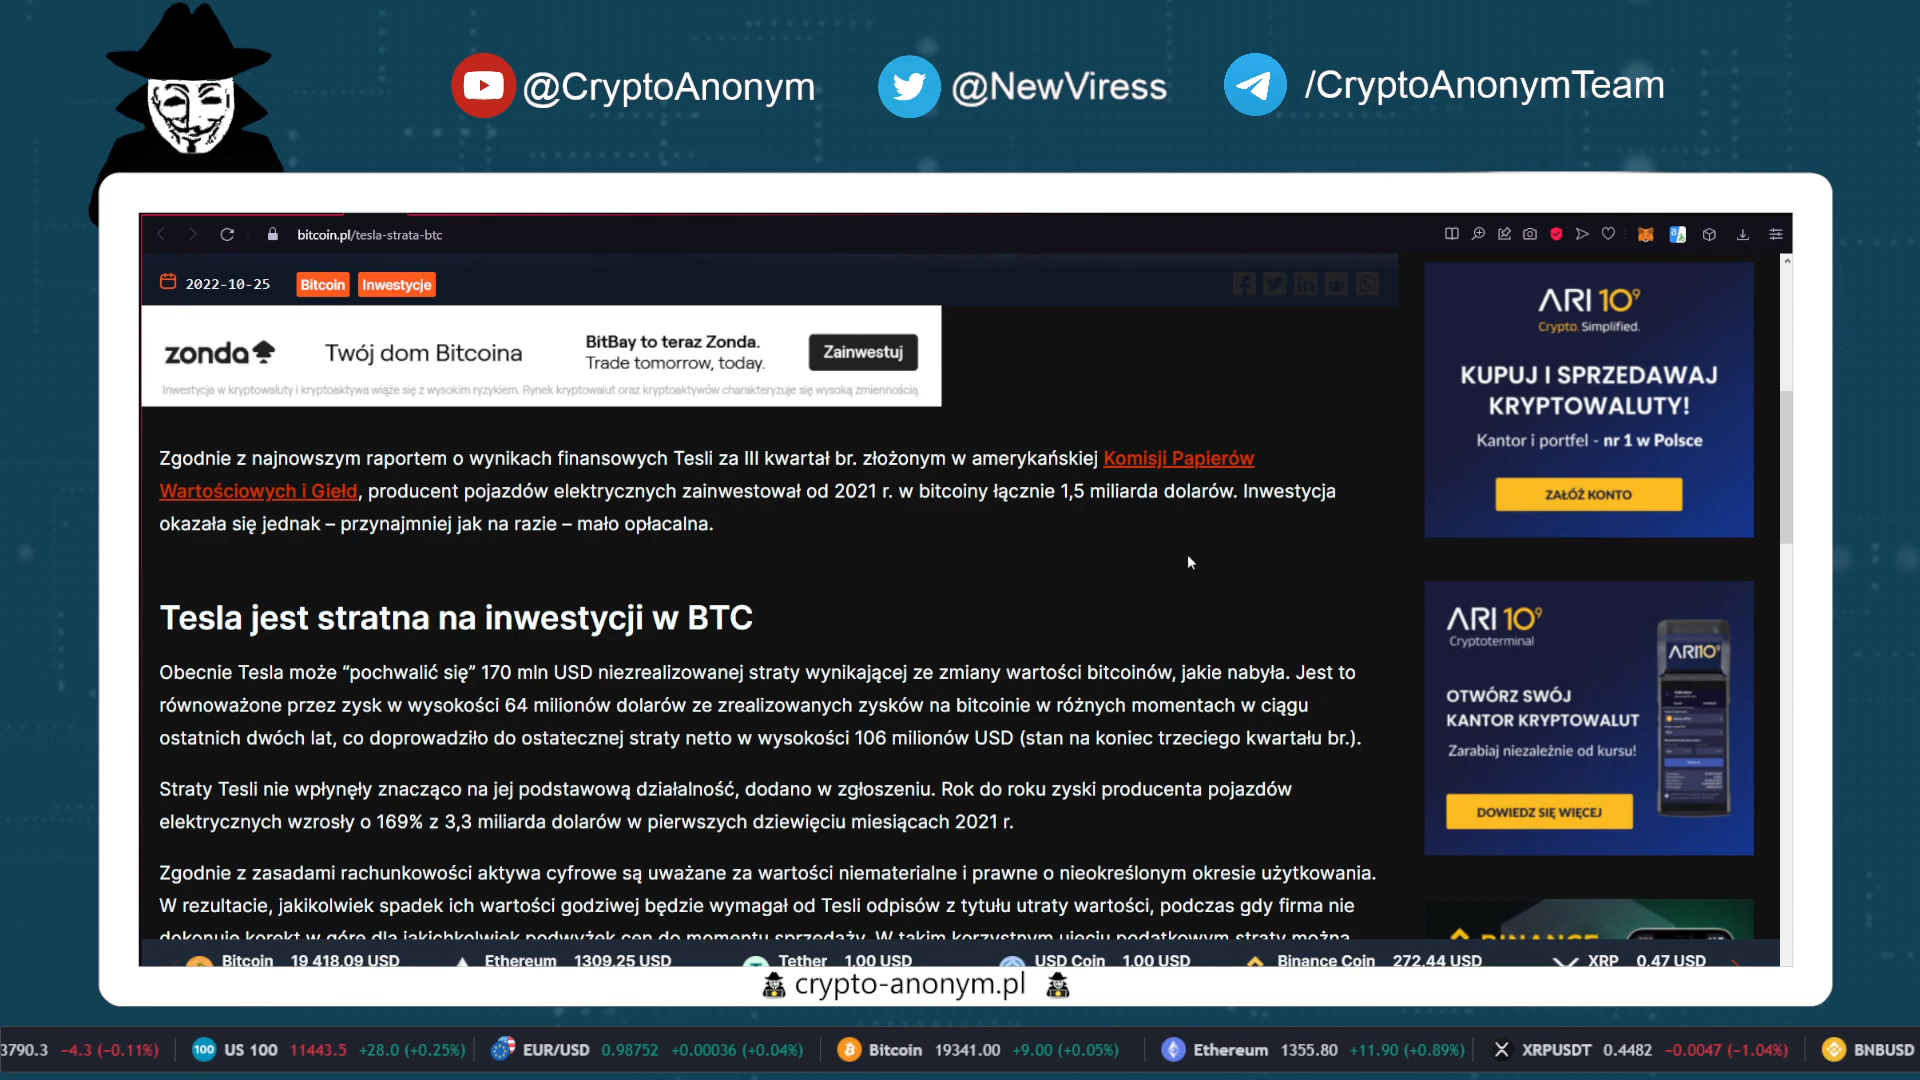 @CryptoAnonym @NewViress /CryptoAnonymTeam
bitcoin.pl/tesla-strata-btc
2022-10-25 Bitcoin Inwestycje
zonda Twój dom Bitcoina BitBay to teraz Zonda. Zainwestuj
Trade tomorrow, today.
Inwestycja w kryptowaluty i kryptoaktywa wiąże się z wysokim ryzykiem. Rynek kryptowalut oraz kryptoaktywów charakteryzuje się wysoką zmiennością.
Zgodnie z najnowszym raportem o wynikach finansowych Tesli za III kwartał br. złożonym w amerykańskiej Komisji Papierów
Wartościowych i Giełd, producent pojazdów elektrycznych zainwestował od 2021 r. w bitcoiny łącznie 1,5 miliarda dolarów. Inwestycja
okazała się jednak – przynajmniej jak na razie – mało opłacalna.
Tesla jest stratna na inwestycji w BTC
Obecnie Tesla może “pochwalić się” 170 mln USD niezrealizowanej straty wynikającej ze zmiany wartości bitcoinów, jakie nabyła. Jest to
równoważone przez zysk w wysokości 64 milionów dolarów ze zrealizowanych zysków na bitcoinie w różnych momentach w ciągu
ostatnich dwóch lat, co doprowadziło do ostatecznej straty netto w wysokości 106 milionów USD (stan na koniec trzeciego kwartału br.).
Straty Tesli nie wpłynęły znacząco na jej podstawową działalność, dodano w zgłoszeniu. Rok do roku zyski producenta pojazdów
elektrycznych wzrosły o 169% z 3,3 miliarda dolarów w pierwszych dziewięciu miesiącach 2021 r.
Zgodnie z zasadami rachunkowości aktywa cyfrowe są uważane za wartości niematerialne i prawne o nieokreślonym okresie użytkowania.
W rezultacie, jakikolwiek spadek ich wartości godziwej będzie wymagał od Tesli odpisów z tytułu utraty wartości, podczas gdy firma nie
dokonuje korekt w górę dla jakichkolwiek podwyżek cen do momentu sprzedaży. W takim korzystnym ujęciu podatkowym straty można
ARI 10⁹
Crypto. Simplified.
KUPUJ I SPRZEDAWAJ
KRYPTOWALUTY!
Kantor i portfel - nr 1 w Polsce
ZAŁÓŻ KONTO
ARI 10⁹
Cryptoterminal
OTWÓRZ SWÓJ
KANTOR KRYPTOWALUT
Zarabiaj niezależnie od kursu!
DOWIEDZ SIĘ WIĘCEJ
ARI10⁹
BINANCE
Bitcoin 19 418,09 USD Ethereum 1309,25 USD Tether 1,00 USD USD Coin 1,00 USD Binance Coin 272,44 USD XRP 0,47 USD
crypto-anonym.pl
3790.3 −4.3 (−0.11%) 100 US 100 11443.5 +28.0 (+0.25%) EUR/USD 0.98752 +0.00036 (+0.04%) Bitcoin 19341.00 +9.00 (+0.05%) Ethereum 1355.80 +11.90 (+0.89%) XRPUSDT 0.4482 −0.0047 (−1.04%) BNBUSD